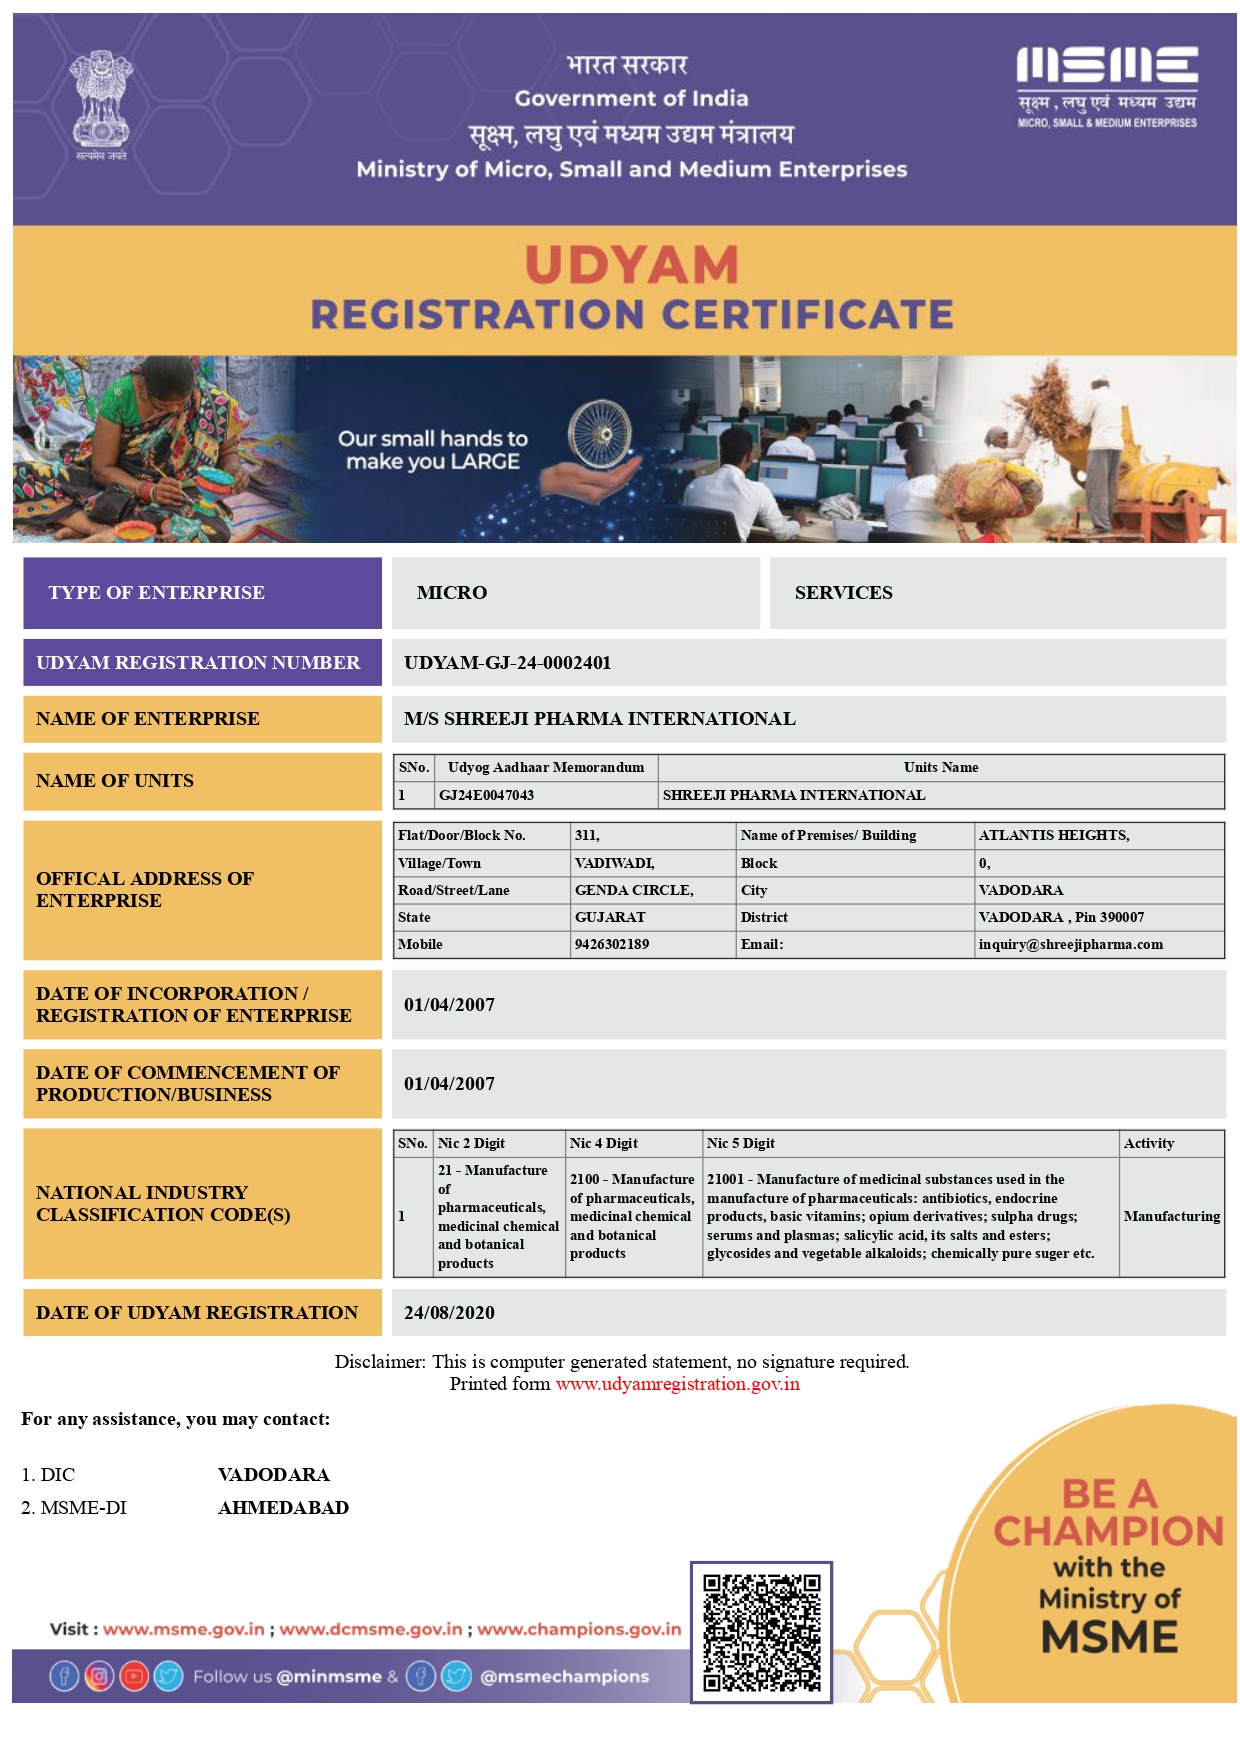 भारत सरकार
Government of India
सूक्ष्म, लघु एवं मध्यम उद्यम मंत्रालय
Ministry of Micro, Small and Medium Enterprises
सत्यमेव जयते
MSME
सूक्ष्म , लघु एवं मध्यम उद्यम
MICRO, SMALL & MEDIUM ENTERPRISES
UDYAM
REGISTRATION CERTIFICATE
Our small hands to
make you LARGE
TYPE OF ENTERPRISE MICRO SERVICES
UDYAM REGISTRATION NUMBER UDYAM-GJ-24-0002401
NAME OF ENTERPRISE M/S SHREEJI PHARMA INTERNATIONAL
NAME OF UNITS
SNo. Udyog Aadhaar Memorandum Units Name
1 GJ24E0047043 SHREEJI PHARMA INTERNATIONAL
OFFICAL ADDRESS OF
ENTERPRISE
Flat/Door/Block No. 311, Name of Premises/ Building ATLANTIS HEIGHTS,
Village/Town VADIWADI, Block 0,
Road/Street/Lane GENDA CIRCLE, City VADODARA
State GUJARAT District VADODARA , Pin 390007
Mobile 9426302189 Email: inquiry@shreejipharma.com
DATE OF INCORPORATION /
REGISTRATION OF ENTERPRISE
01/04/2007
DATE OF COMMENCEMENT OF
PRODUCTION/BUSINESS
01/04/2007
NATIONAL INDUSTRY
CLASSIFICATION CODE(S)
SNo. Nic 2 Digit Nic 4 Digit Nic 5 Digit Activity
1
21 - Manufacture
of
pharmaceuticals,
medicinal chemical
and botanical
products
2100 - Manufacture
of pharmaceuticals,
medicinal chemical
and botanical
products
21001 - Manufacture of medicinal substances used in the
manufacture of pharmaceuticals: antibiotics, endocrine
products, basic vitamins; opium derivatives; sulpha drugs;
serums and plasmas; salicylic acid, its salts and esters;
glycosides and vegetable alkaloids; chemically pure suger etc.
Manufacturing
DATE OF UDYAM REGISTRATION 24/08/2020
Disclaimer: This is computer generated statement, no signature required.
Printed form www.udyamregistration.gov.in
For any assistance, you may contact:
1. DIC VADODARA
2. MSME-DI AHMEDABAD
BE A
CHAMPION
with the
Ministry of
MSME
Visit : www.msme.gov.in ; www.dcmsme.gov.in ; www.champions.gov.in
Follow us @minmsme & @msmechampions